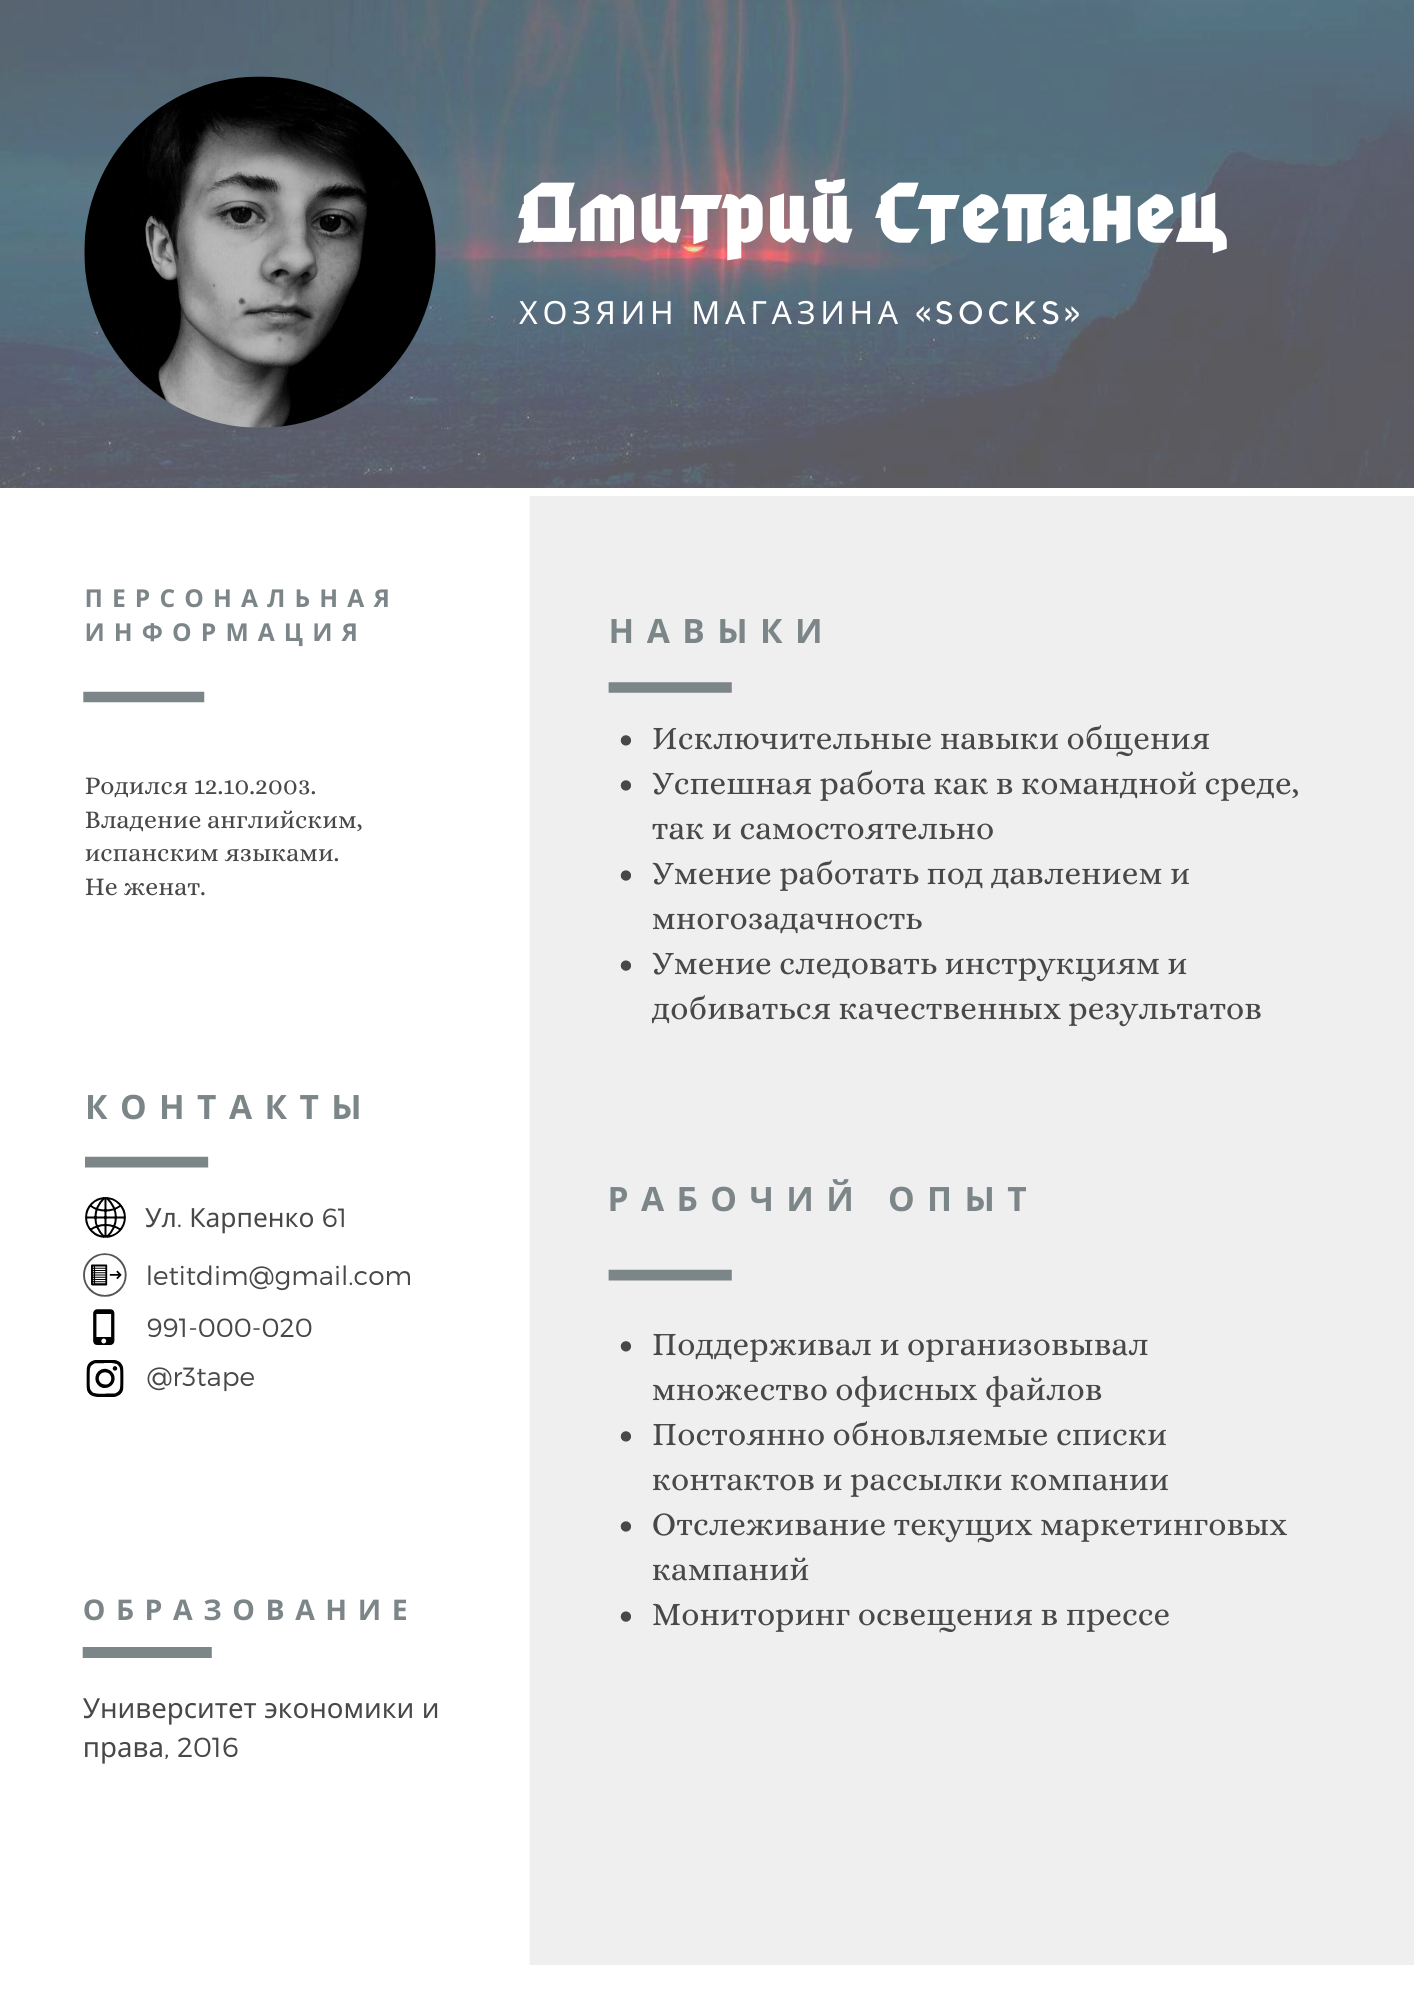 Дмитрий Степанец
ХОЗЯИН МАГАЗИНА «SOCKS»
ПЕРСОНАЛЬНАЯ
ИНФОРМАЦИЯ
Родился 12.10.2003.
Владение английским,
испанским языками.
Не женат.
КОНТАКТЫ
Ул. Карпенко 61
letitdim@gmail.com
991-000-020
@r3tape
ОБРАЗОВАНИЕ
Университет экономики и
права, 2016
НАВЫКИ
• Исключительные навыки общения
• Успешная работа как в командной среде,
так и самостоятельно
• Умение работать под давлением и
многозадачность
• Умение следовать инструкциям и
добиваться качественных результатов
РАБОЧИЙ ОПЫТ
• Поддерживал и организовывал
множество офисных файлов
• Постоянно обновляемые списки
контактов и рассылки компании
• Отслеживание текущих маркетинговых
кампаний
• Мониторинг освещения в прессе